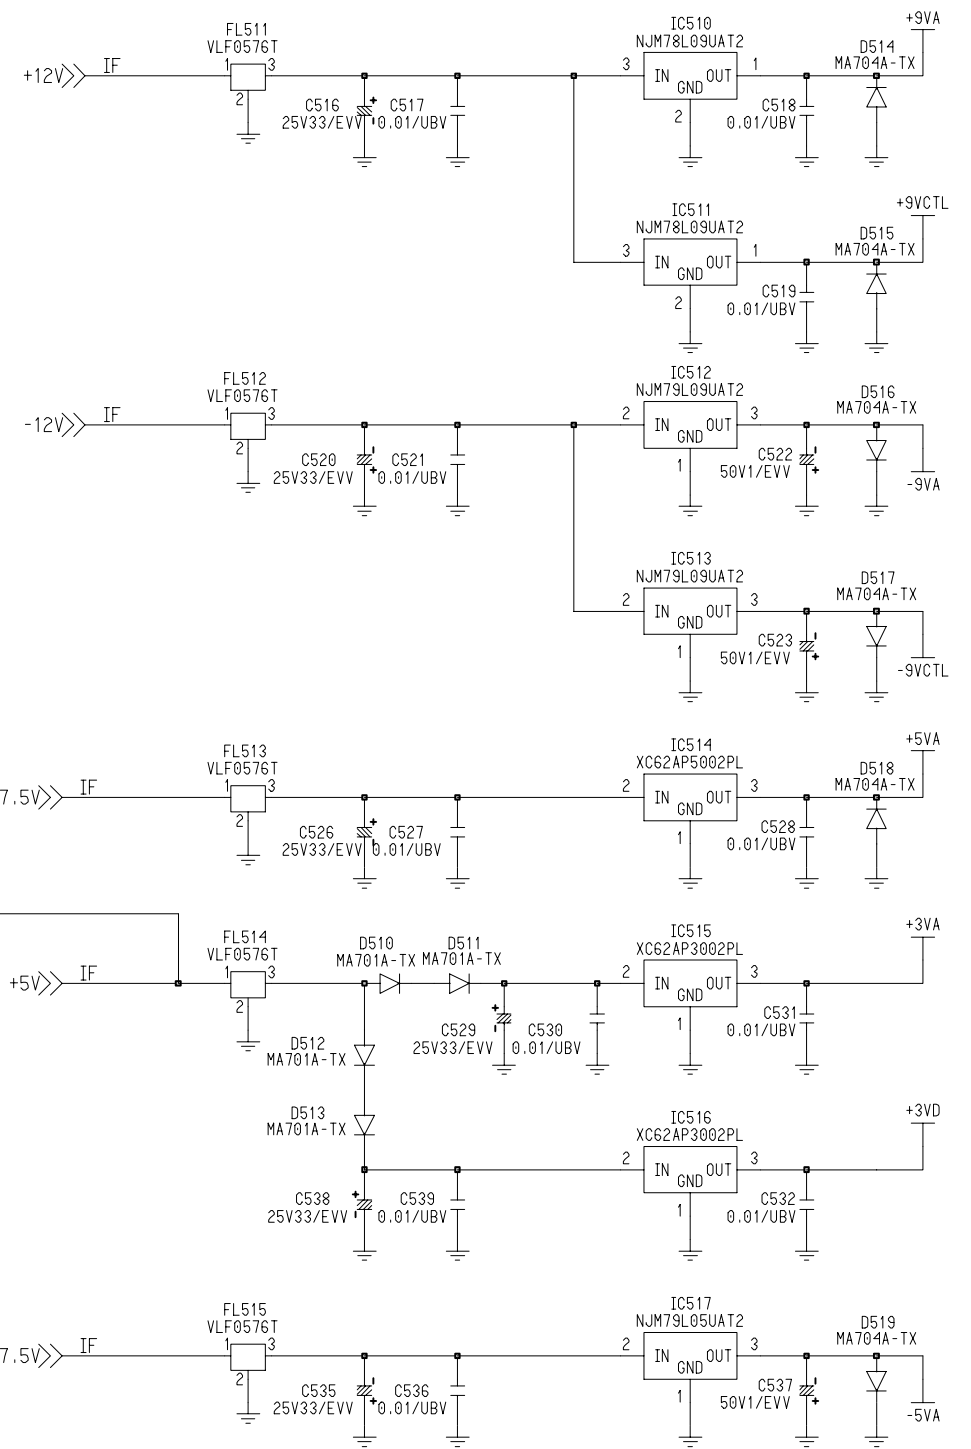 +9VA
FL511
VLF0576T
IC510
NJM78L09UAT2
D514
MA704A-TX
+12V
IF
1
3
2
3
IN
OUT
GND
1
2
C516
25V33/EVV
+
-
C517
0.01/UBV
C518
0.01/UBV
+9VCTL
IC511
NJM78L09UAT2
D515
MA704A-TX
3
IN
OUT
GND
1
2
C519
0.01/UBV
FL512
VLF0576T
IC512
NJM79L09UAT2
D516
MA704A-TX
-12V
IF
1
3
2
2
IN
OUT
GND
3
1
C520
25V33/EVV
-
+
C521
0.01/UBV
C522
50V1/EVV
-
+
-9VA
IC513
NJM79L09UAT2
D517
MA704A-TX
2
IN
OUT
GND
3
1
C523
50V1/EVV
-
+
-9VCTL
+5VA
FL513
VLF0576T
IC514
XC62AP5002PL
D518
MA704A-TX
7.5V
IF
1
3
2
2
IN
OUT
GND
3
1
C526
25V33/EVV
+
-
C527
0.01/UBV
C528
0.01/UBV
+3VA
FL514
VLF0576T
D510
MA701A-TX
D511
MA701A-TX
IC515
XC62AP3002PL
+5V
IF
1
3
2
2
IN
OUT
GND
3
1
C529
25V33/EVV
+
-
C530
0.01/UBV
C531
0.01/UBV
D512
MA701A-TX
D513
MA701A-TX
+3VD
IC516
XC62AP3002PL
2
IN
OUT
GND
3
1
C538
25V33/EVV
+
-
C539
0.01/UBV
C532
0.01/UBV
FL515
VLF0576T
IC517
NJM79L05UAT2
D519
MA704A-TX
7.5V
IF
1
3
2
2
IN
OUT
GND
3
1
C535
25V33/EVV
-
+
C536
0.01/UBV
C537
50V1/EVV
-
+
-5VA